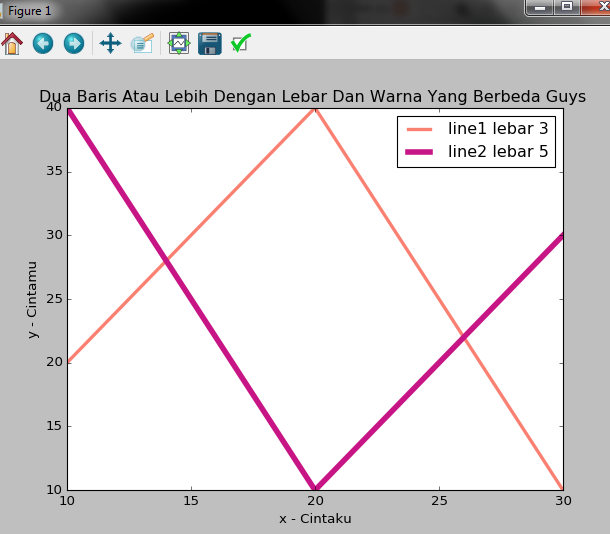 Figure 1
Dua Baris Atau Lebih Dengan Lebar Dan Warna Yang Berbeda Guys
line1 lebar 3
line2 lebar 5
40
35
30
25
20
15
10
y - Cintamu
10 15 20 25 30
x - Cintaku